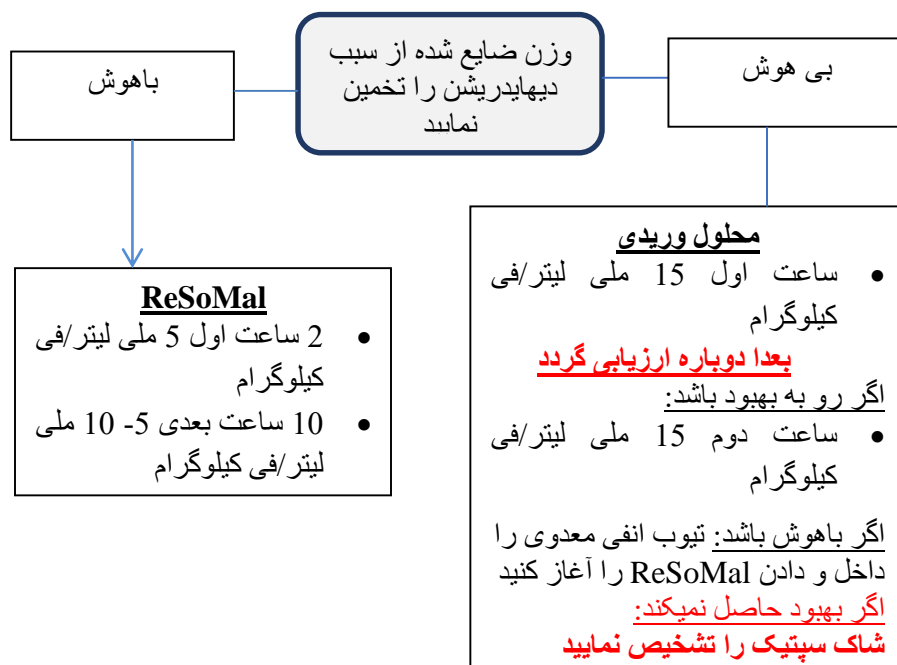 وزن ضایع شده از سبب
دیهایدریشن را تخمین
نمایید
بی هوش
باهوش
محلول وریدی
• ساعت اول 15 ملی لیتر/فی
کیلوگرام
بعدا دوباره ارزیابی گردد
اگر رو به بهبود باشد:
• ساعت دوم 15 ملی لیتر/فی
کیلوگرام
اگر باهوش باشد: تیوب انفی معدوی را
داخل و دادن ReSoMal را آغاز کنید
اگر بهبود حاصل نمیکند:
شاک سپتیک را تشخیص نمایید
ReSoMal
• 2 ساعت اول 5 ملی لیتر/فی
کیلوگرام
• 10 ساعت بعدی 5- 10 ملی
لیتر/فی کیلوگرام